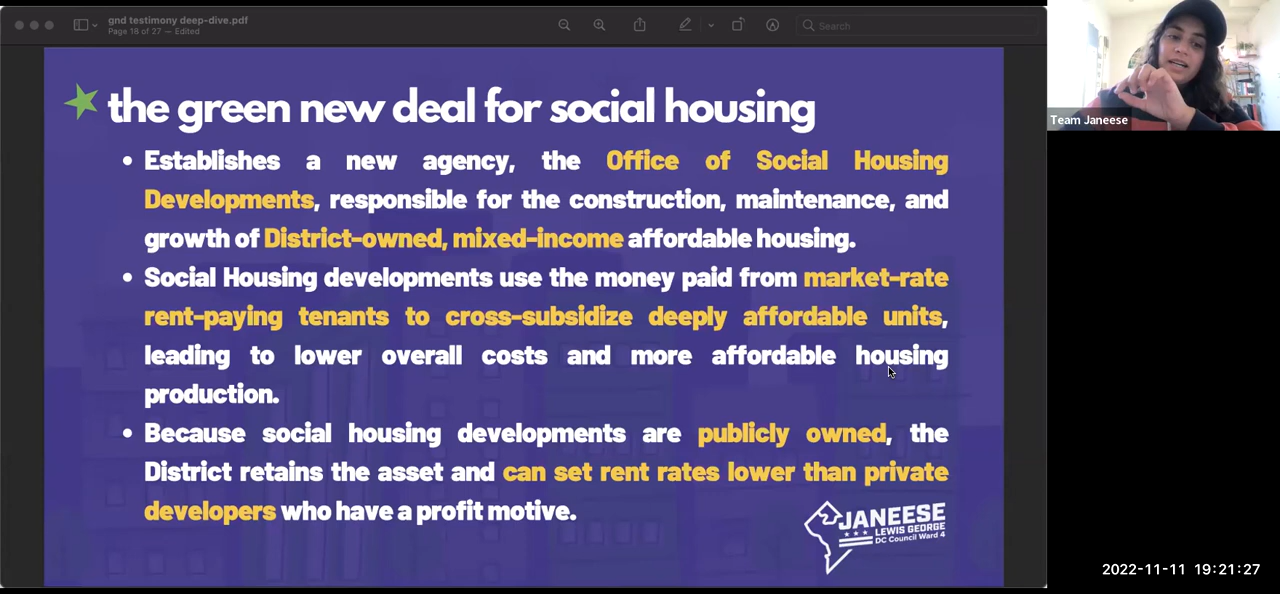 gnd testimony deep-dive.pdf
Page 18 of 27 — Edited
Search
the green new deal for social housing
• Establishes a new agency, the Office of Social Housing
Developments, responsible for the construction, maintenance, and
growth of District-owned, mixed-income affordable housing.
• Social Housing developments use the money paid from market-rate
rent-paying tenants to cross-subsidize deeply affordable units,
leading to lower overall costs and more affordable housing
production.
• Because social housing developments are publicly owned, the
District retains the asset and can set rent rates lower than private
developers who have a profit motive.
JANEESE
LEWIS GEORGE
DC Council Ward 4
Team Janeese
2022-11-11 19:21:27